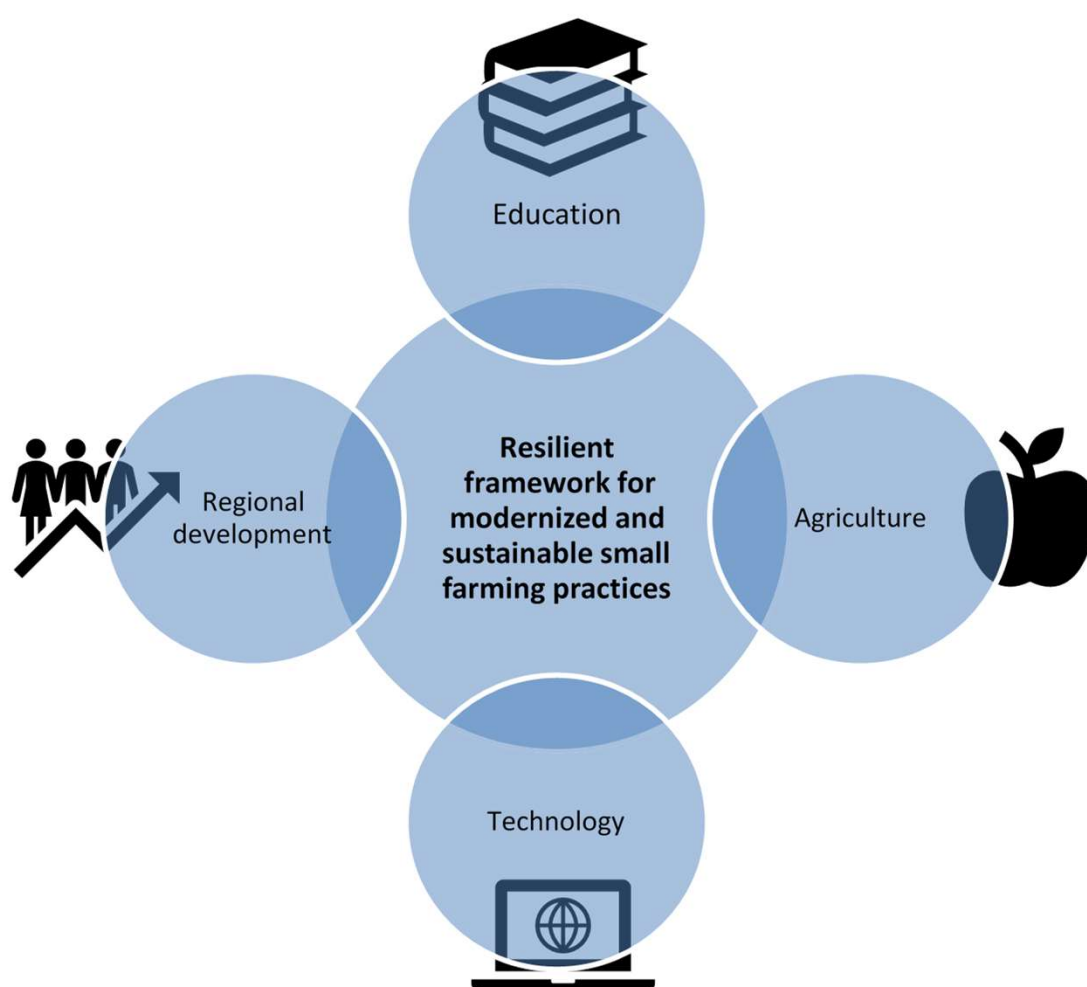 Education
Resilient
framework for
modernized and
sustainable small
farming practices
Regional
development
Agriculture
Technology